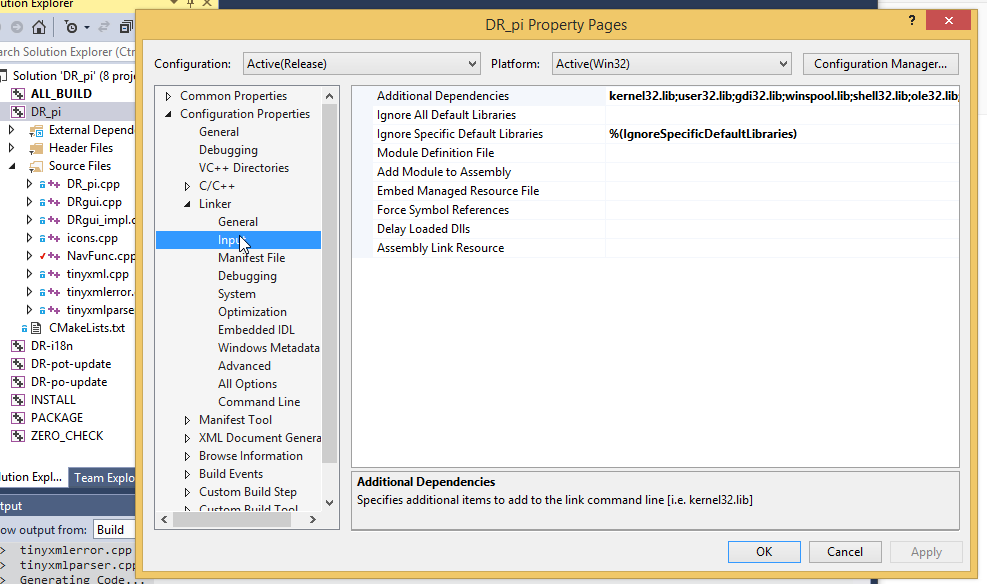 ution Explorer
arch Solution Explorer (Ctr
Solution 'DR_pi' (8 proj
ALL_BUILD
DR_pi
External Depend
Header Files
Source Files
DR_pi.cpp
DRgui.cpp
DRgui_impl.c
icons.cpp
NavFunc.cpp
tinyxml.cpp
tinyxmlerror.
tinyxmlparse
CMakeLists.txt
DR-i18n
DR-pot-update
DR-po-update
INSTALL
PACKAGE
ZERO_CHECK
ution Expl... Team Explo
tput
ow output from: Build
> tinyxmlerror.cpp
> tinyxmlparser.cpp
> Generating Code...
DR_pi Property Pages
?
Configuration: Active(Release) Platform: Active(Win32) Configuration Manager...
Common Properties
Configuration Properties
General
Debugging
VC++ Directories
C/C++
Linker
General
Input
Manifest File
Debugging
System
Optimization
Embedded IDL
Windows Metadata
Advanced
All Options
Command Line
Manifest Tool
XML Document Genera
Browse Information
Build Events
Custom Build Step
Custom Build Tool
Additional Dependencies kernel32.lib;user32.lib;gdi32.lib;winspool.lib;shell32.lib;ole32.lib;
Ignore All Default Libraries
Ignore Specific Default Libraries %(IgnoreSpecificDefaultLibraries)
Module Definition File
Add Module to Assembly
Embed Managed Resource File
Force Symbol References
Delay Loaded Dlls
Assembly Link Resource
Additional Dependencies
Specifies additional items to add to the link command line [i.e. kernel32.lib]
OK Cancel Apply